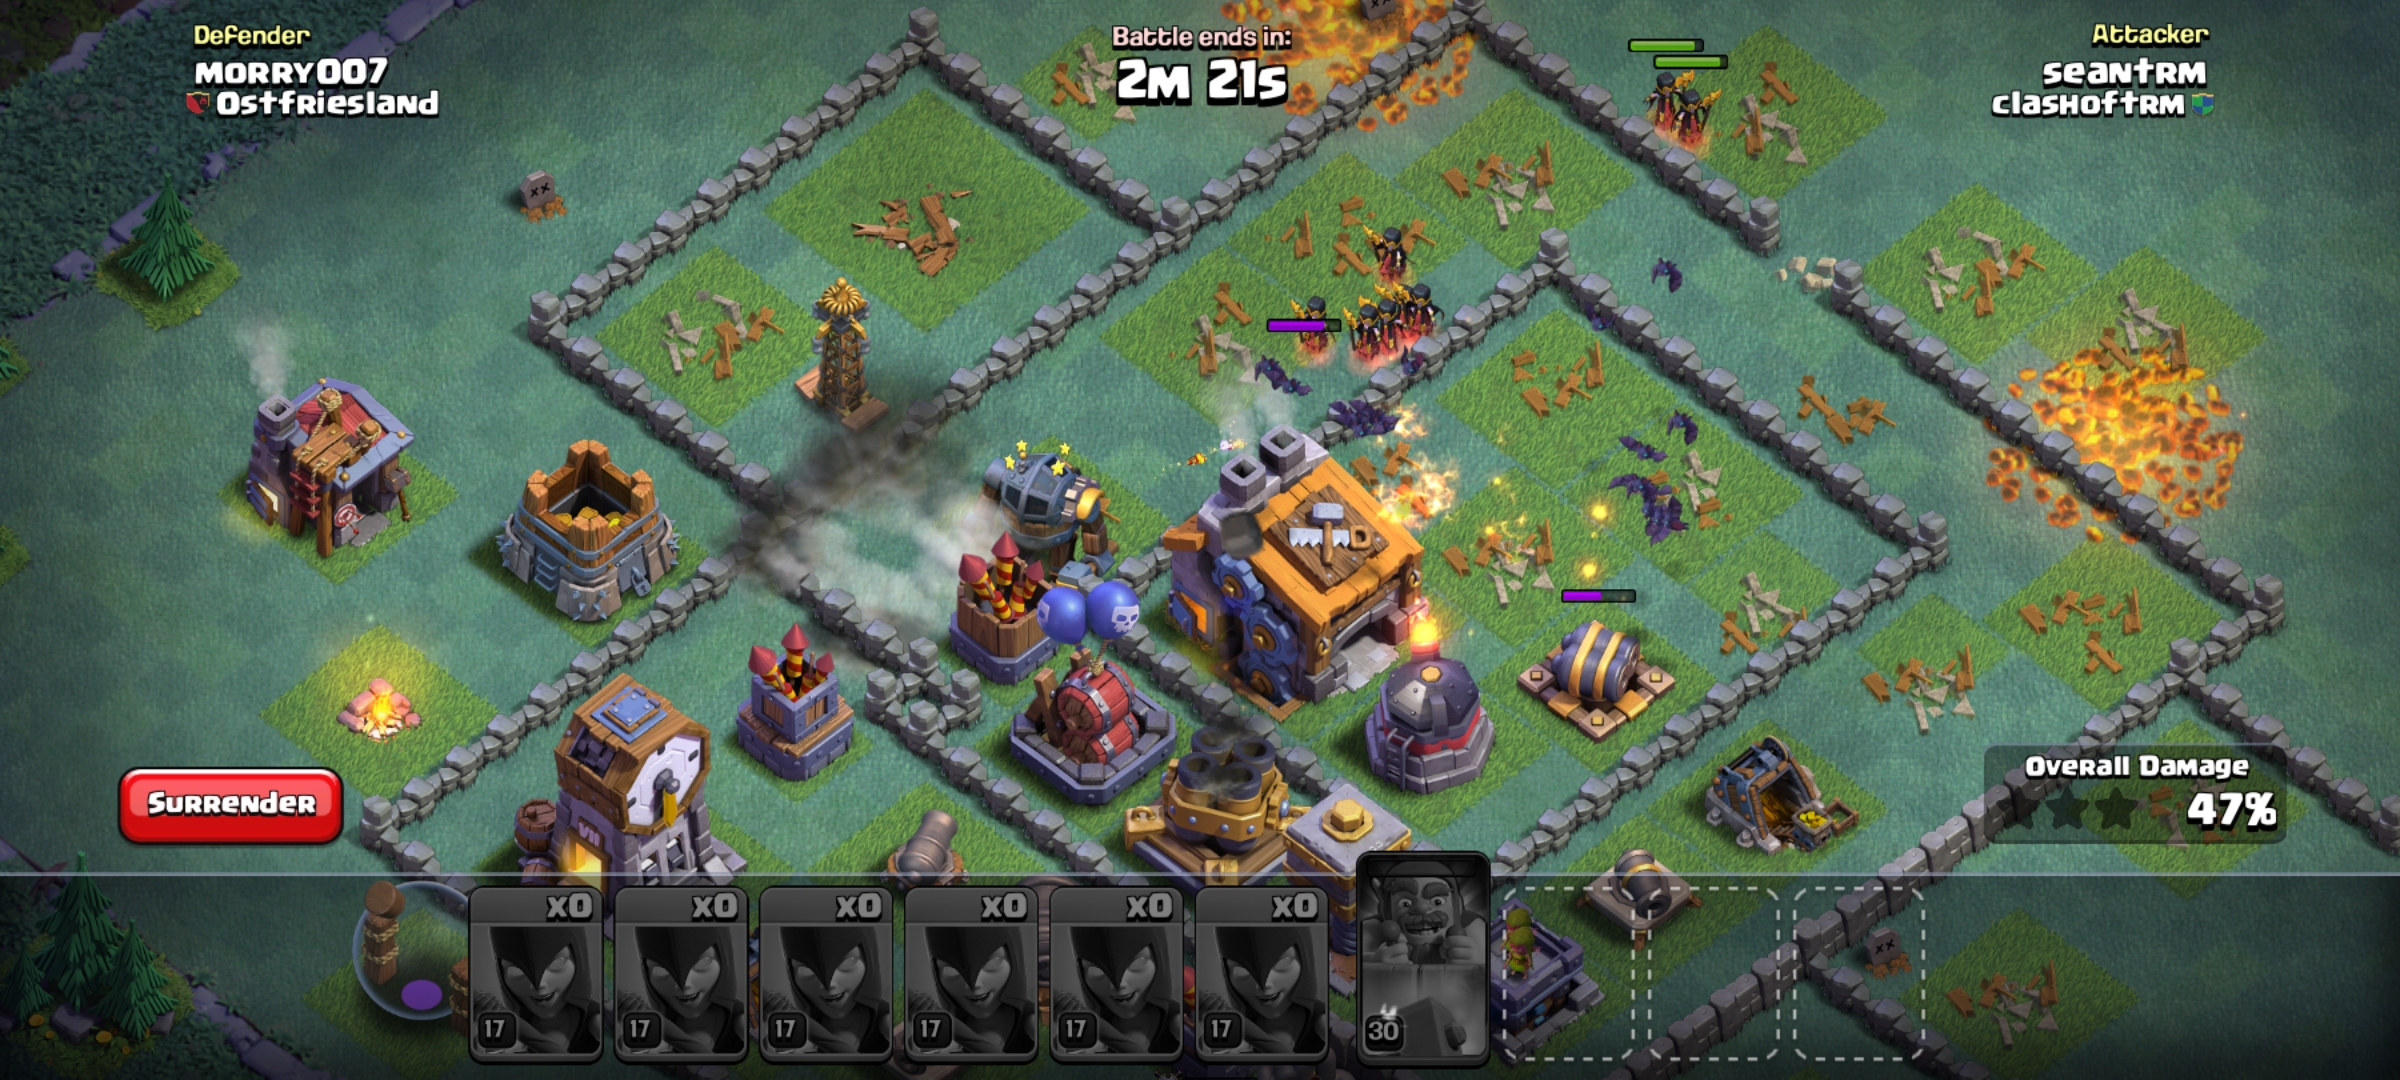 Defender
MORRY007
Ostfriesland
Battle ends in:
2M 21s
Attacker
seantRM
clashoftRM
VII
Surrender
Overall Damage
47%
x0
x0
x0
x0
x0
x0
17
17
17
17
17
17
30